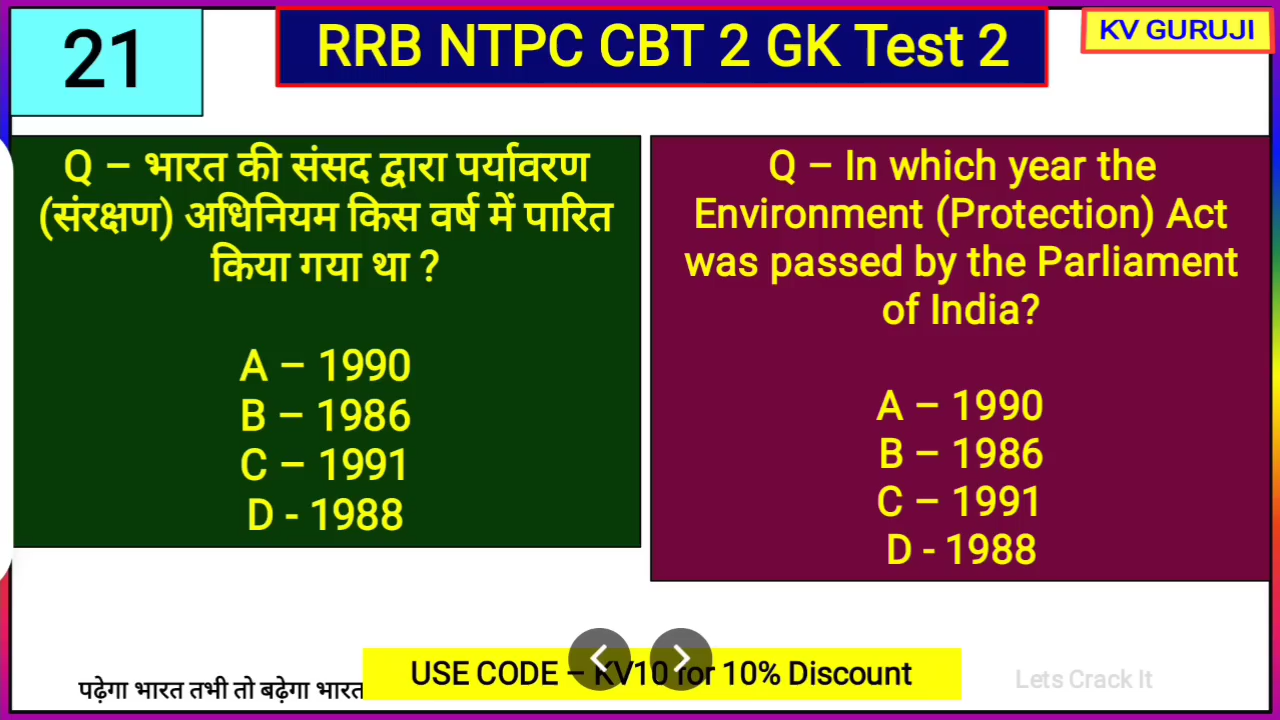 21
RRB NTPC CBT 2 GK Test 2
KV GURUJI
Q – भारत की संसद द्वारा पर्यावरण
(संरक्षण) अधिनियम किस वर्ष में पारित
किया गया था ?
A – 1990
B – 1986
C – 1991
D - 1988
Q – In which year the
Environment (Protection) Act
was passed by the Parliament
of India?
A – 1990
B – 1986
C – 1991
D - 1988
पढ़ेगा भारत तभी तो बढ़ेगा भारत
USE CODE – KV10 for 10% Discount
Lets Crack It